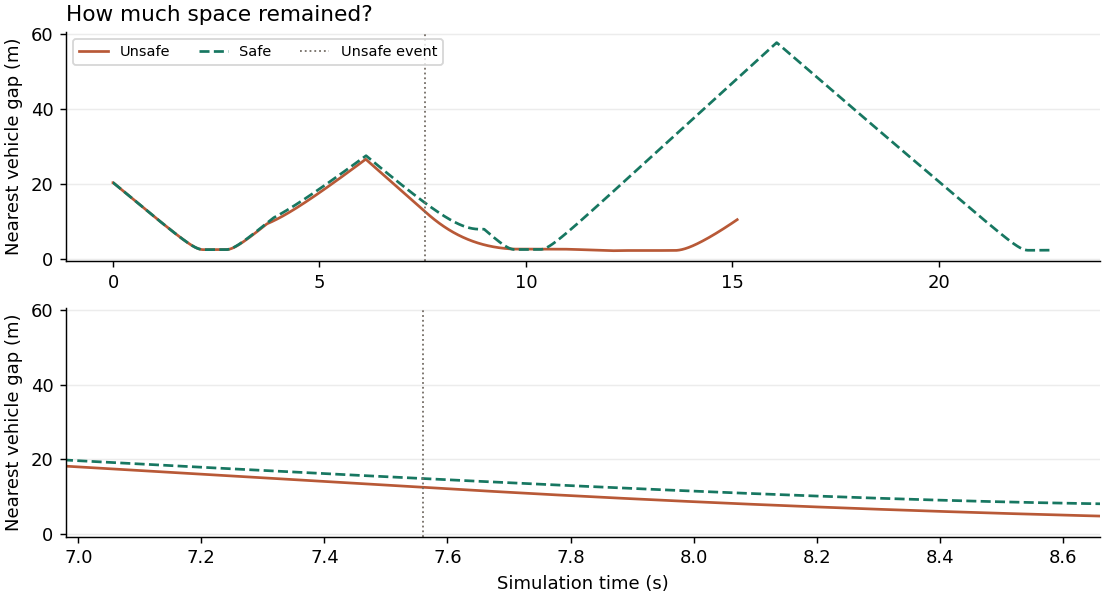 How much space remained?
Nearest vehicle gap (m)
60
40
20
0
Unsafe Safe Unsafe event
0 5 10 15 20
Nearest vehicle gap (m)
60
40
20
0
7.0 7.2 7.4 7.6 7.8 8.0 8.2 8.4 8.6
Simulation time (s)